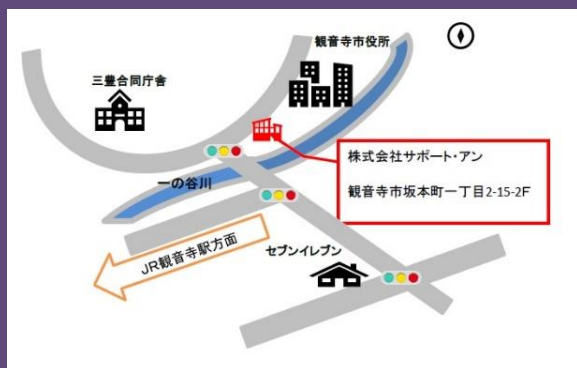 観音寺市役所
三豊合同庁舎
株式会社サポート・アン
観音寺市坂本町一丁目2-15-2F
一の谷川
セブンイレブン
JR観音寺駅方面